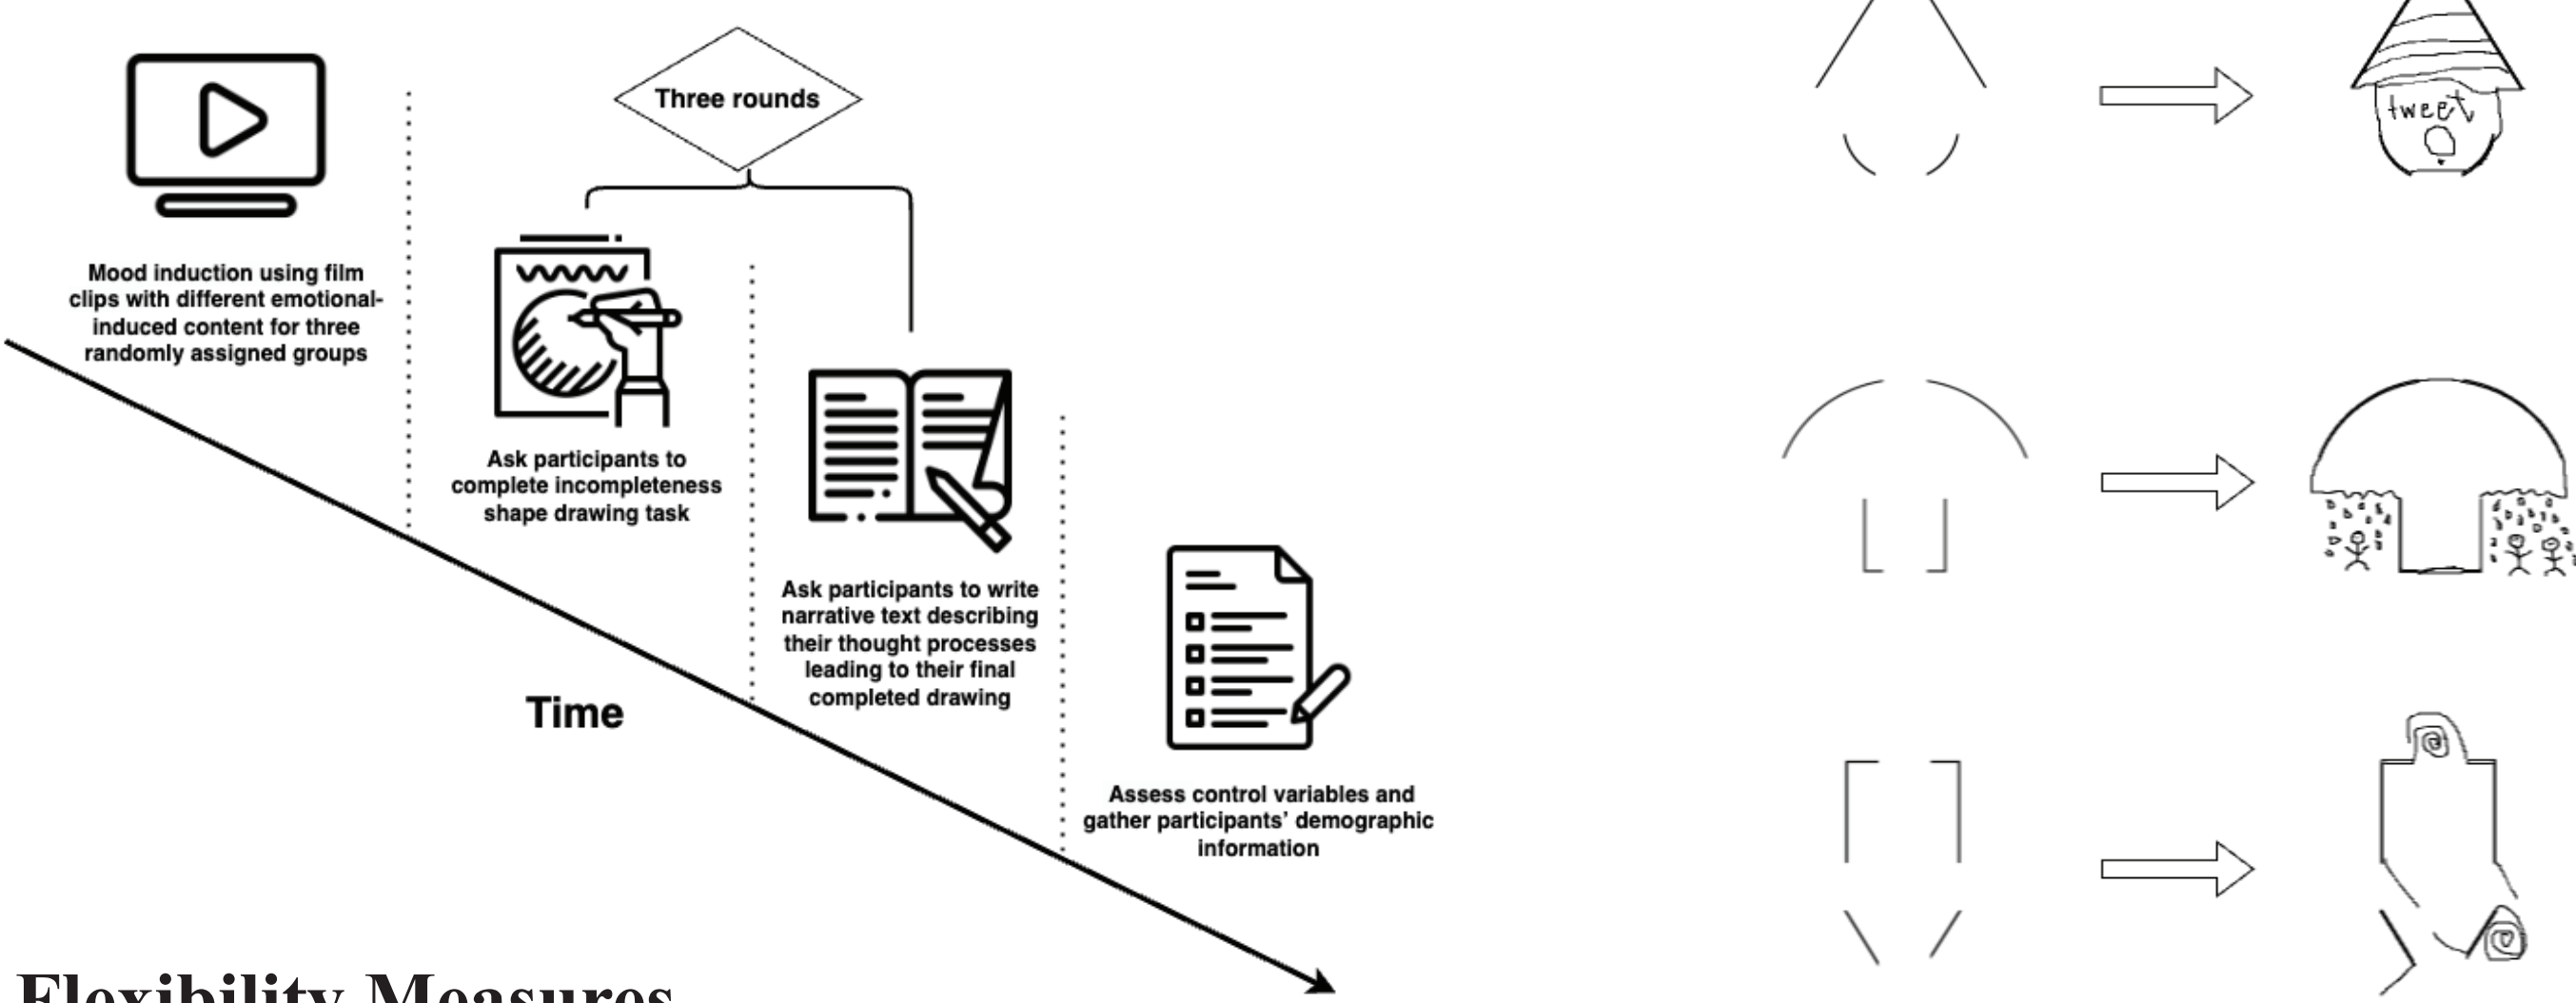 Three rounds
Mood induction using film
clips with different emotional-
induced content for three
randomly assigned groups
Ask participants to
complete incompleteness
shape drawing task
Ask participants to write
narrative text describing
their thought processes
leading to their final
completed drawing
Time
Assess control variables and
gather participants’ demographic
information
tweet
Flexibility Measures